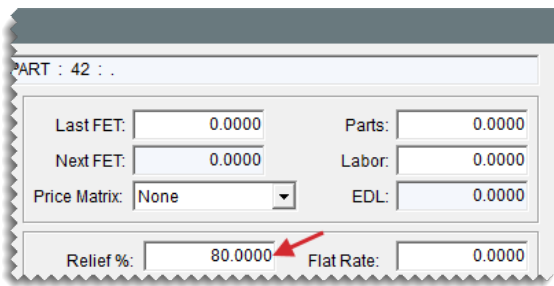 PART : 42 : .
Last FET: 0.0000 Parts: 0.0000
Next FET: 0.0000 Labor: 0.0000
Price Matrix: None EDL: 0.0000
Relief %: 80.0000 Flat Rate: 0.0000